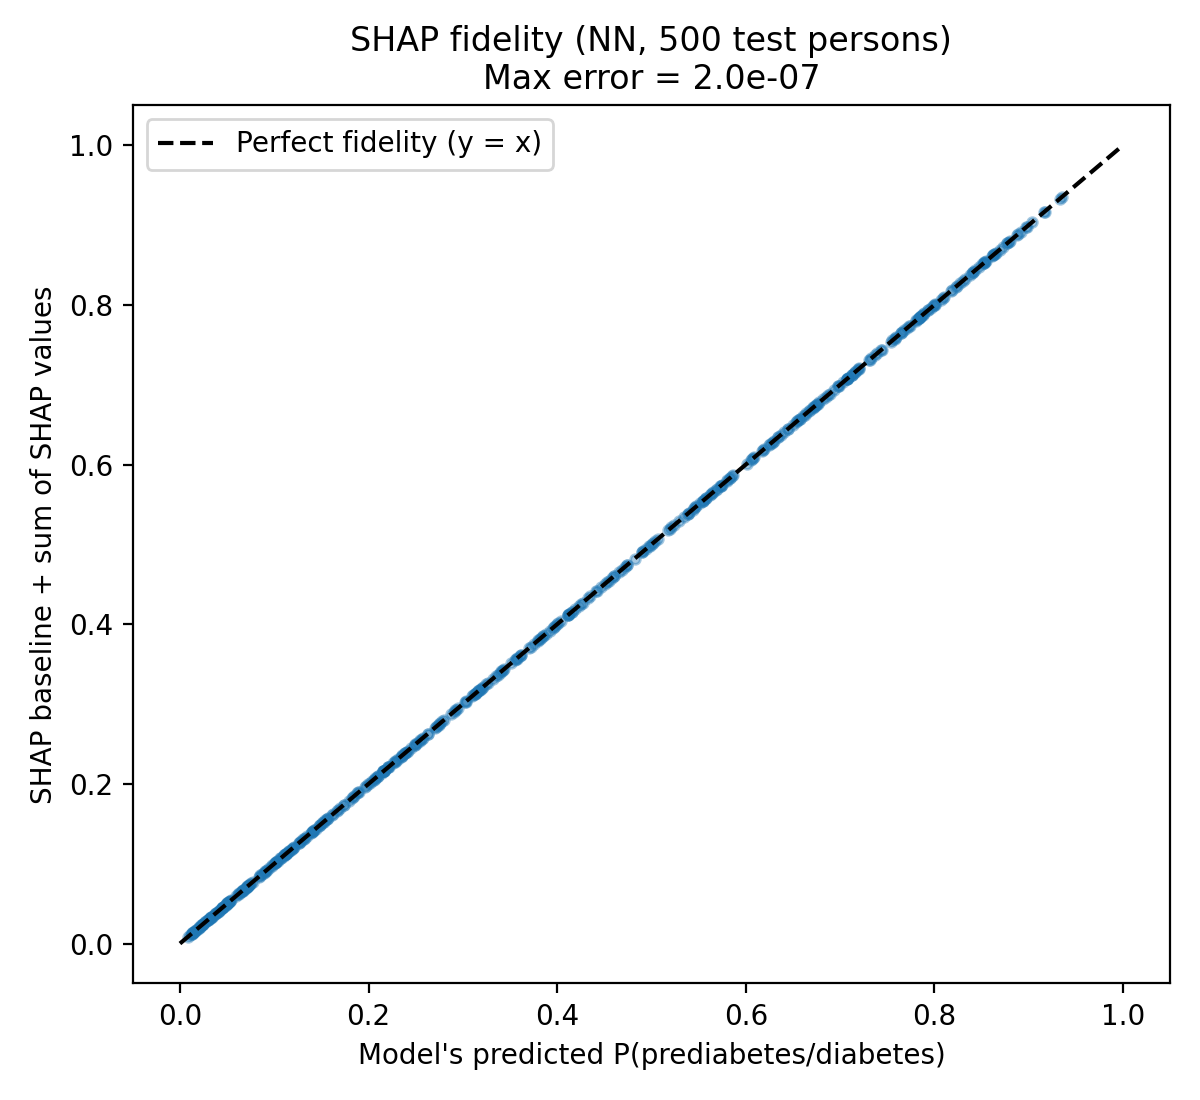 SHAP fidelity (NN, 500 test persons)
Max error = 2.0e-07
Perfect fidelity (y = x)
SHAP baseline + sum of SHAP values
1.0
0.8
0.6
0.4
0.2
0.0
0.0 0.2 0.4 0.6 0.8 1.0
Model's predicted P(prediabetes/diabetes)